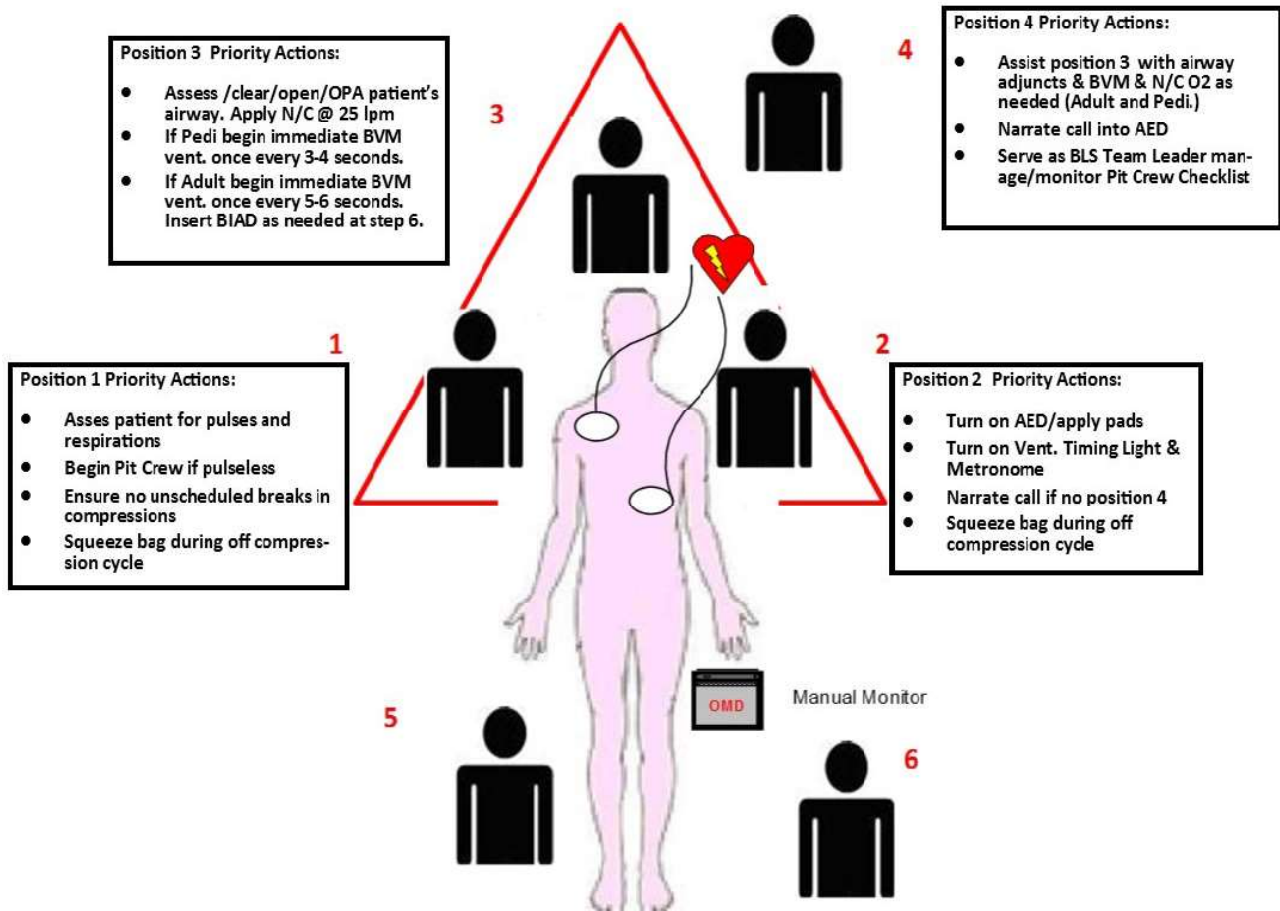 Position 3  Priority Actions:
● Assess /clear/open/OPA patient's
airway. Apply N/C @ 25 lpm
● If Pedi begin immediate BVM
vent. once every 3-4 seconds.
● If Adult begin immediate BVM
vent. once every 5-6 seconds.
Insert BIAD as needed at step 6.
3
4
Position 4 Priority Actions:
● Assist position 3 with airway
adjuncts & BVM & N/C O2 as
needed (Adult and Pedi.)
● Narrate call into AED
● Serve as BLS Team Leader man-
age/monitor Pit Crew Checklist
1
Position 1 Priority Actions:
● Asses patient for pulses and
respirations
● Begin Pit Crew if pulseless
● Ensure no unscheduled breaks in
compressions
● Squeeze bag during off compres-
sion cycle
2
Position 2  Priority Actions:
● Turn on AED/apply pads
● Turn on Vent. Timing Light &
Metronome
● Narrate call if no position 4
● Squeeze bag during off
compression cycle
OMD
Manual Monitor
5
6